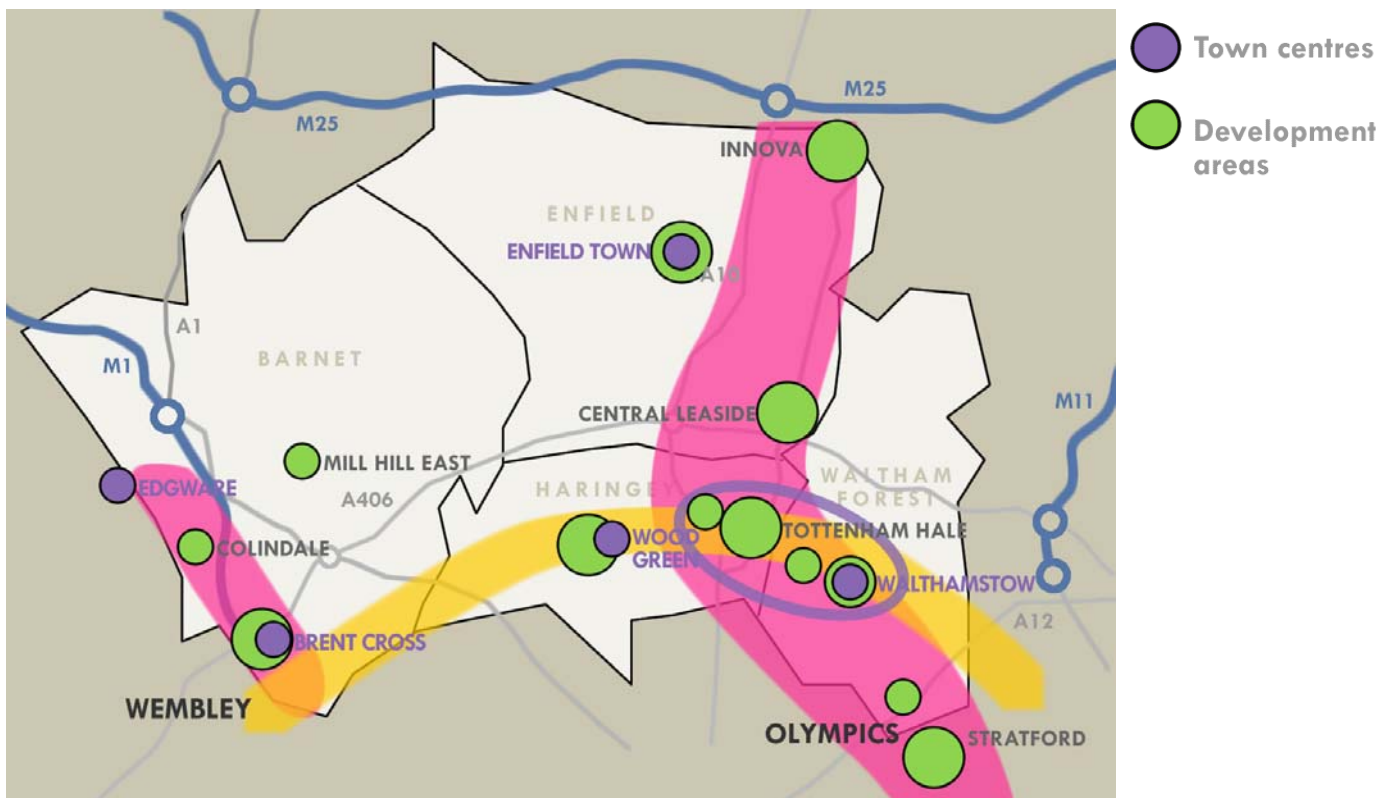 Town centres
Development
areas
M25
M25
INNOVA
ENFIELD
ENFIELD TOWN
A10
A1
BARNET
M1
CENTRAL LEASIDE
M11
MILL HILL EAST
A406
EDGWARE
HARINGEY
WALTHAM
FOREST
COLINDALE
WOOD
GREEN
TOTTENHAM HALE
WALTHAMSTOW
A12
BRENT CROSS
WEMBLEY
OLYMPICS
STRATFORD